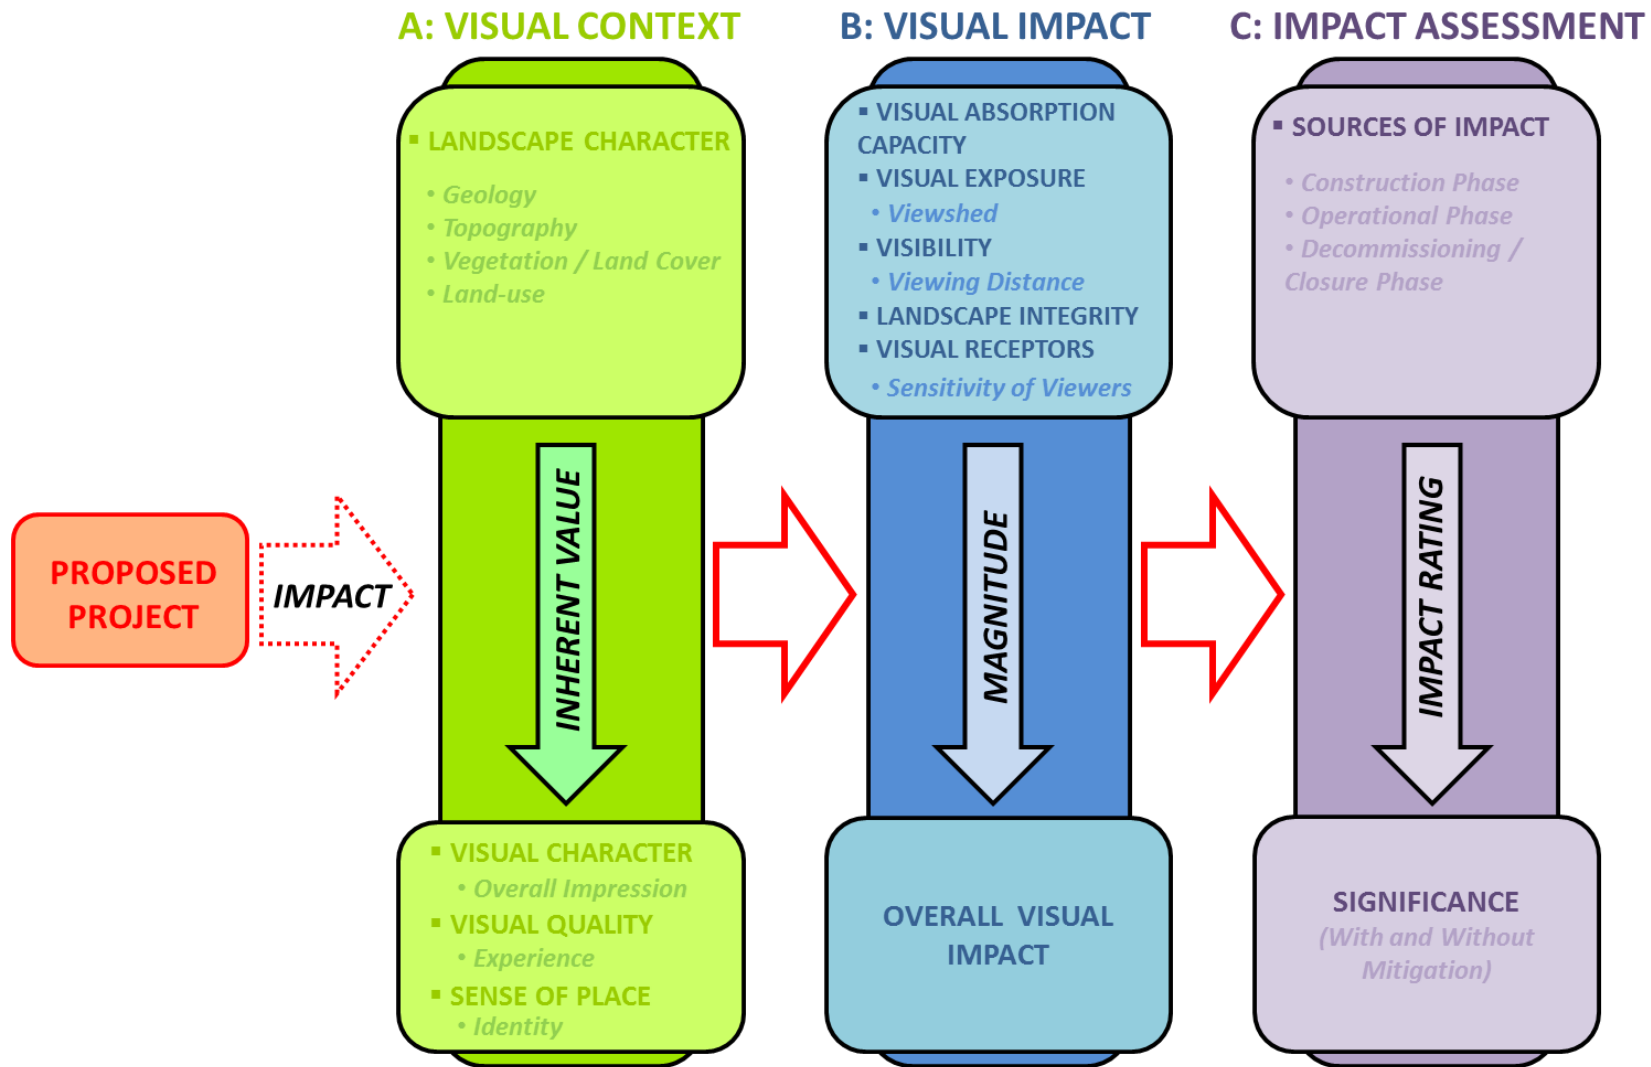 A: VISUAL CONTEXT
▪ LANDSCAPE CHARACTER
• Geology
• Topography
• Vegetation / Land Cover
• Land-use
INHERENT VALUE
▪ VISUAL CHARACTER
• Overall Impression
▪ VISUAL QUALITY
• Experience
▪ SENSE OF PLACE
• Identity
B: VISUAL IMPACT
▪ VISUAL ABSORPTION
CAPACITY
▪ VISUAL EXPOSURE
• Viewshed
▪ VISIBILITY
• Viewing Distance
▪ LANDSCAPE INTEGRITY
▪ VISUAL RECEPTORS
• Sensitivity of Viewers
MAGNITUDE
OVERALL VISUAL
IMPACT
C: IMPACT ASSESSMENT
▪ SOURCES OF IMPACT
• Construction Phase
• Operational Phase
• Decommissioning /
Closure Phase
IMPACT RATING
SIGNIFICANCE
(With and Without
Mitigation)
PROPOSED
PROJECT
IMPACT